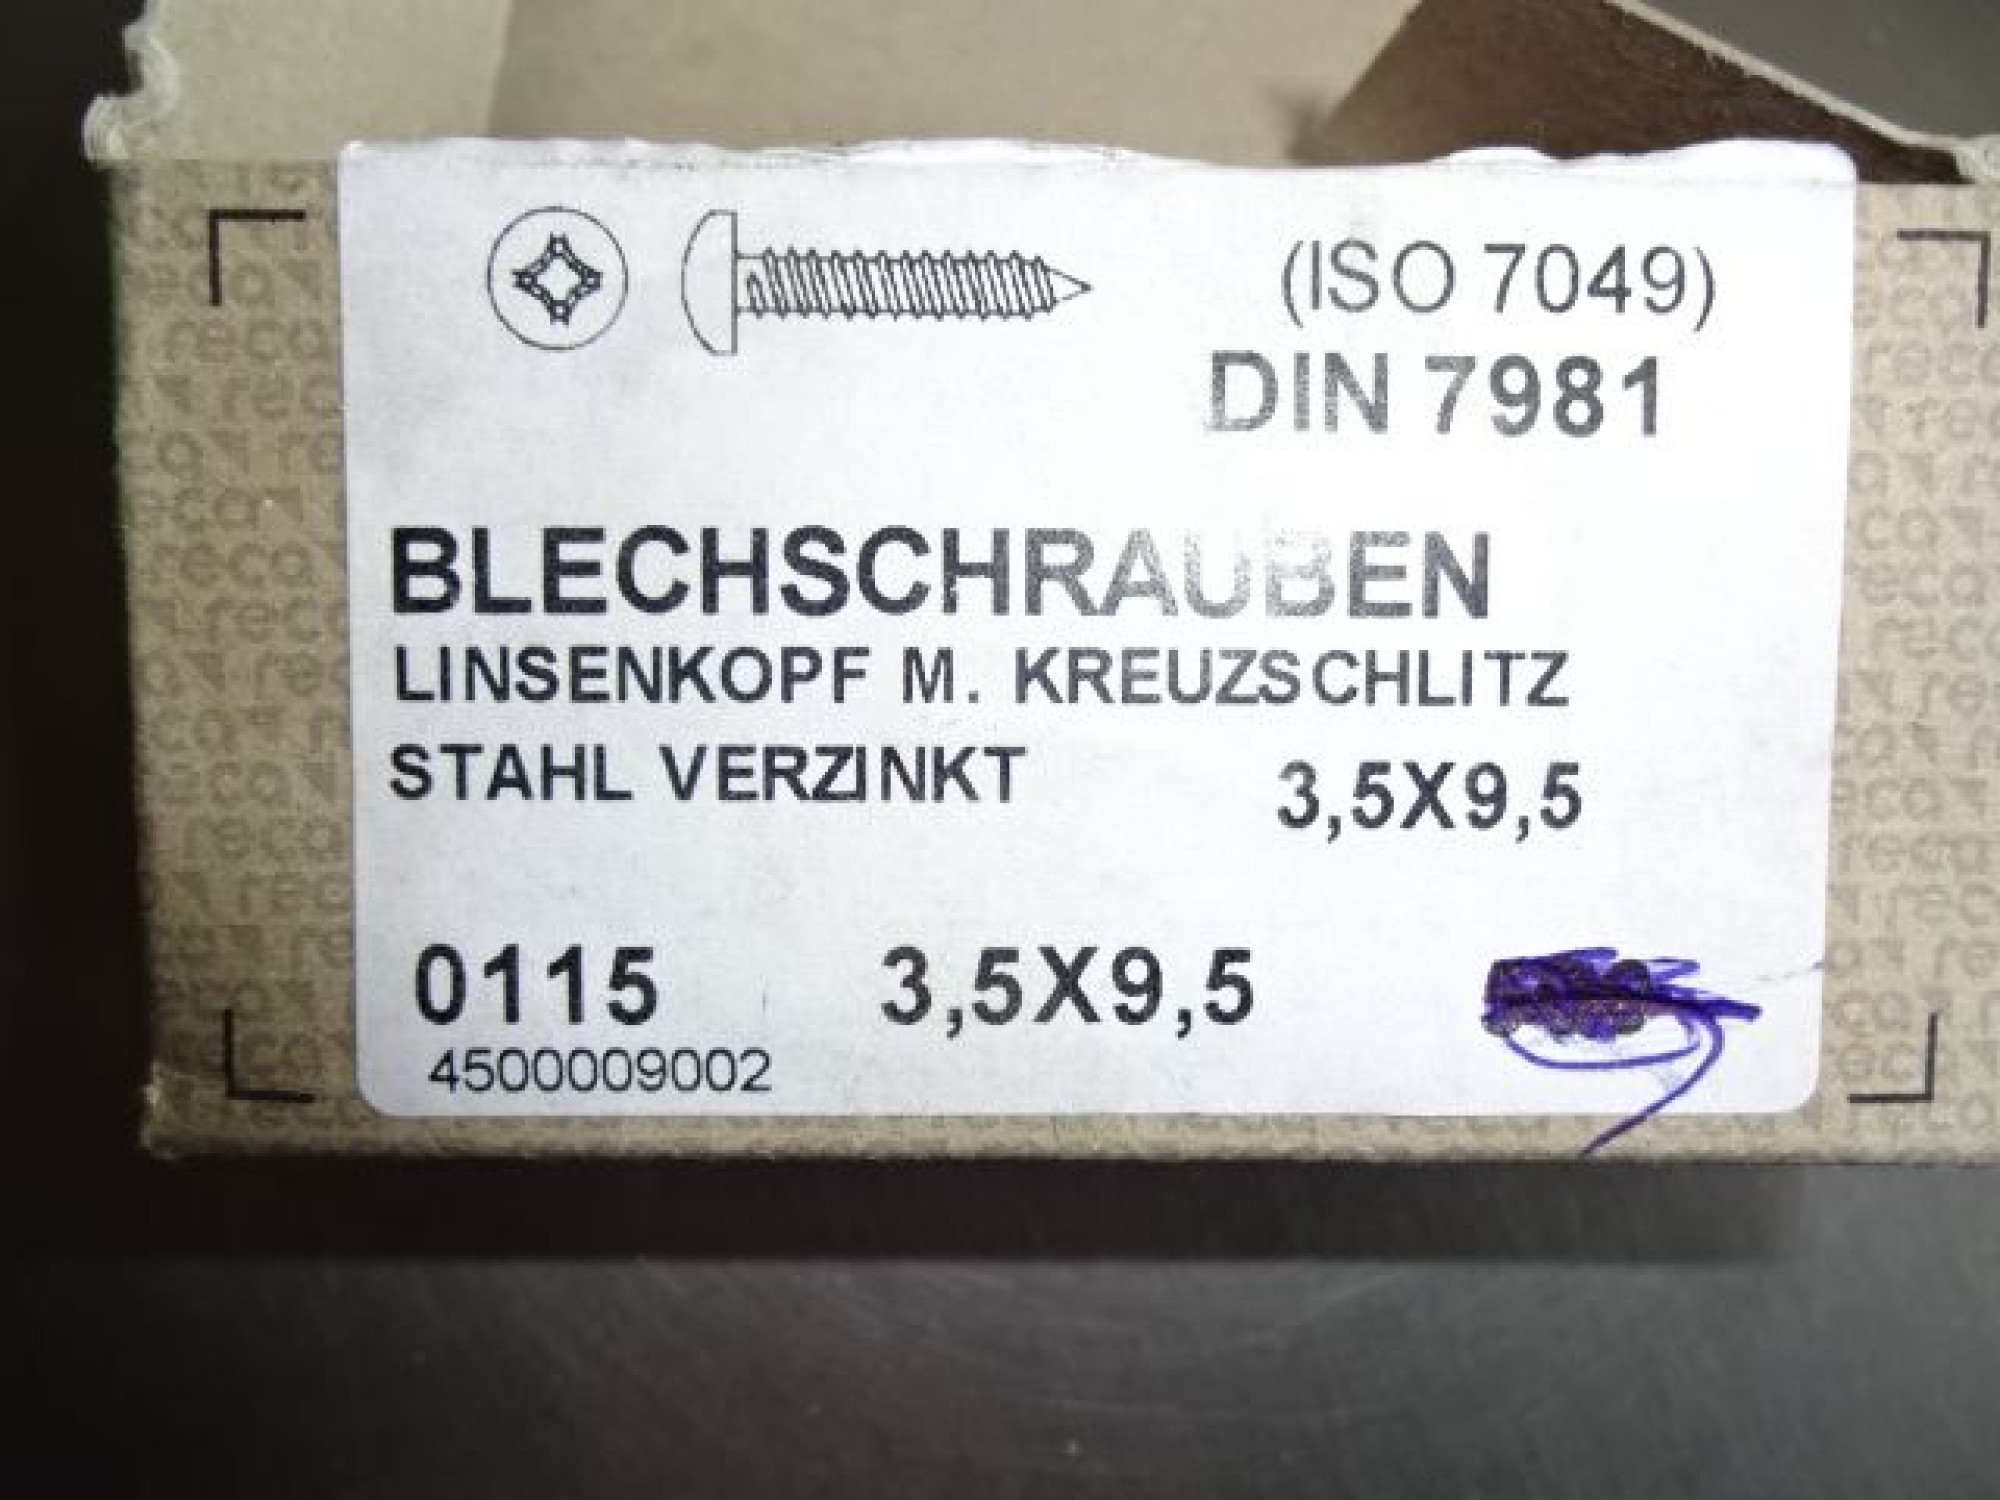 (ISO 7049)
DIN 7981
BLECHSCHRAUBEN
LINSENKOPF M. KREUZSCHLITZ
STAHL VERZINKT 3,5X9,5
0115 3,5X9,5
4500009002